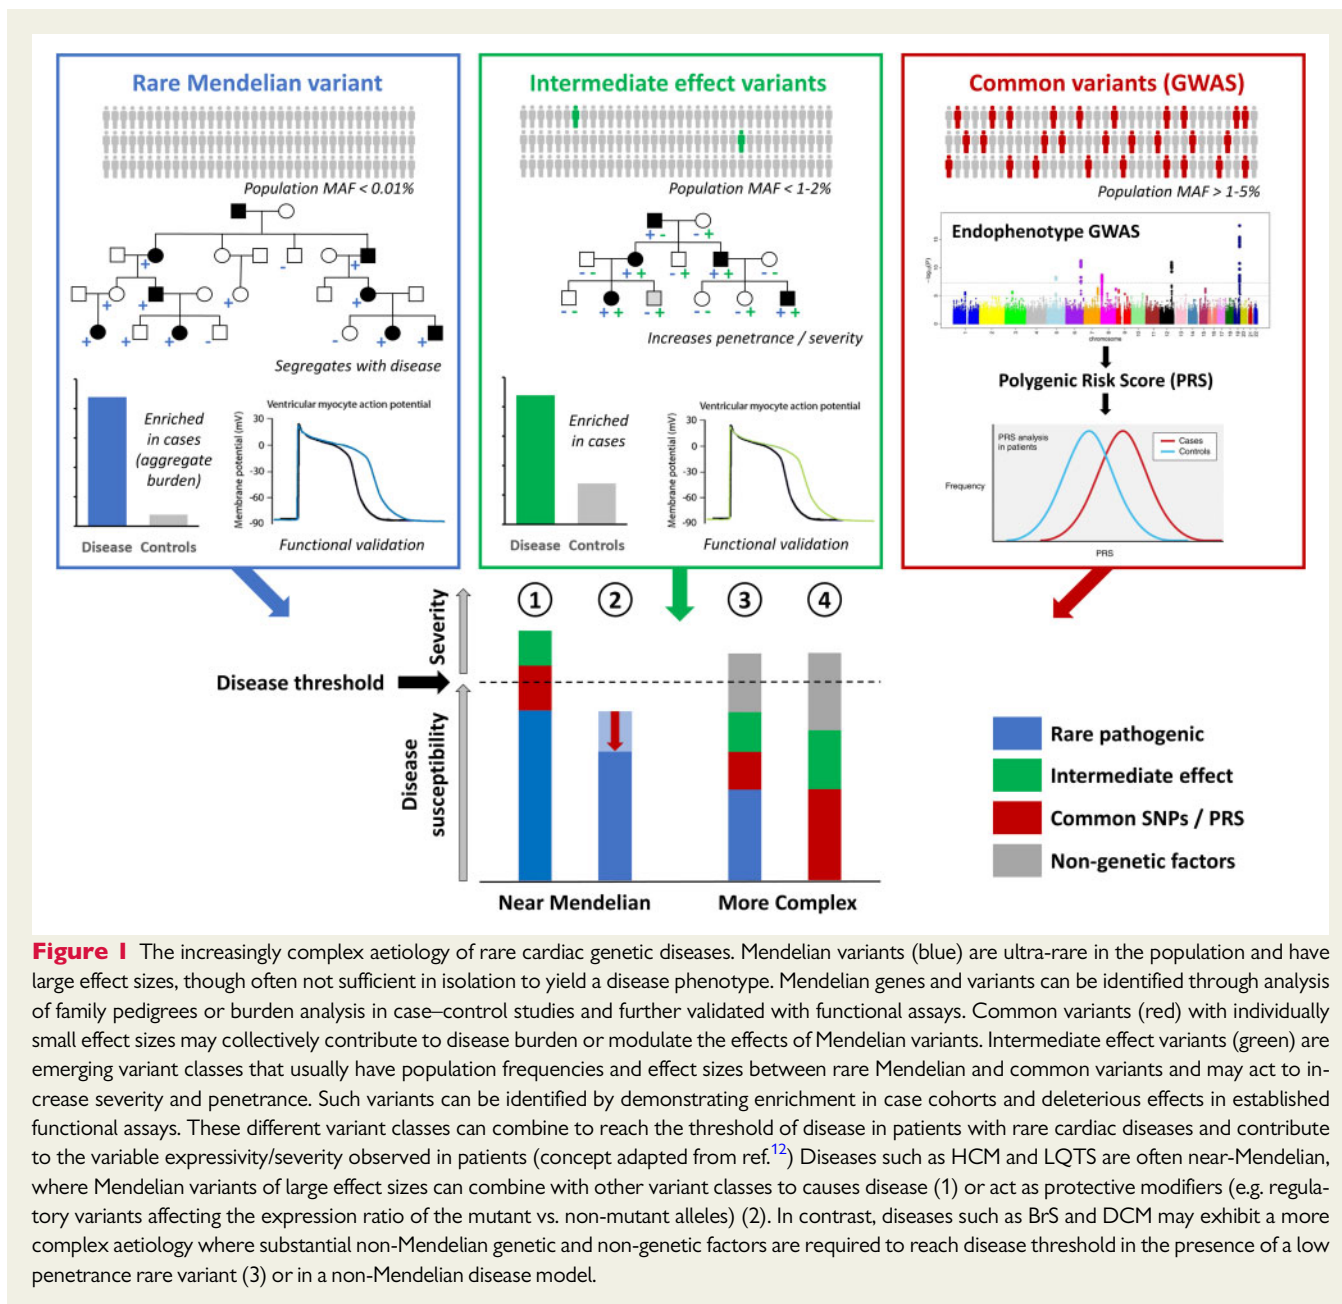 Rare Mendelian variant
Population MAF < 0.01%
+
-
+
+
+
+
+
+
-
+
-
-
+
+
Segregates with disease
Enriched
in cases
(aggregate
burden)
Disease Controls
Ventricular myocyte action potential
Membrane potential (mV)
30
0
-30
-60
-90
Functional validation
Intermediate effect variants
Population MAF < 1-2%
+ - - +
- - + + - + + + - -
+ + - + - - - + + +
Increases penetrance / severity
Enriched
in cases
Disease Controls
Ventricular myocyte action potential
Membrane potential (mV)
30
0
-30
-60
-90
Functional validation
Common variants (GWAS)
Population MAF > 1-5%
Endophenotype GWAS
chromosome
Polygenic Risk Score (PRS)
PRS analysis
in patients
Cases
Controls
Frequency
PRS
Severity
Disease threshold
Disease
susceptibility
1 2 3 4
Near Mendelian More Complex
Rare pathogenic
Intermediate effect
Common SNPs / PRS
Non-genetic factors
Figure 1 The increasingly complex aetiology of rare cardiac genetic diseases. Mendelian variants (blue) are ultra-rare in the population and have
large effect sizes, though often not sufficient in isolation to yield a disease phenotype. Mendelian genes and variants can be identified through analysis
of family pedigrees or burden analysis in case–control studies and further validated with functional assays. Common variants (red) with individually
small effect sizes may collectively contribute to disease burden or modulate the effects of Mendelian variants. Intermediate effect variants (green) are
emerging variant classes that usually have population frequencies and effect sizes between rare Mendelian and common variants and may act to in-
crease severity and penetrance. Such variants can be identified by demonstrating enrichment in case cohorts and deleterious effects in established
functional assays. These different variant classes can combine to reach the threshold of disease in patients with rare cardiac diseases and contribute
to the variable expressivity/severity observed in patients (concept adapted from ref.12) Diseases such as HCM and LQTS are often near-Mendelian,
where Mendelian variants of large effect sizes can combine with other variant classes to causes disease (1) or act as protective modifiers (e.g. regula-
tory variants affecting the expression ratio of the mutant vs. non-mutant alleles) (2). In contrast, diseases such as BrS and DCM may exhibit a more
complex aetiology where substantial non-Mendelian genetic and non-genetic factors are required to reach disease threshold in the presence of a low
penetrance rare variant (3) or in a non-Mendelian disease model.